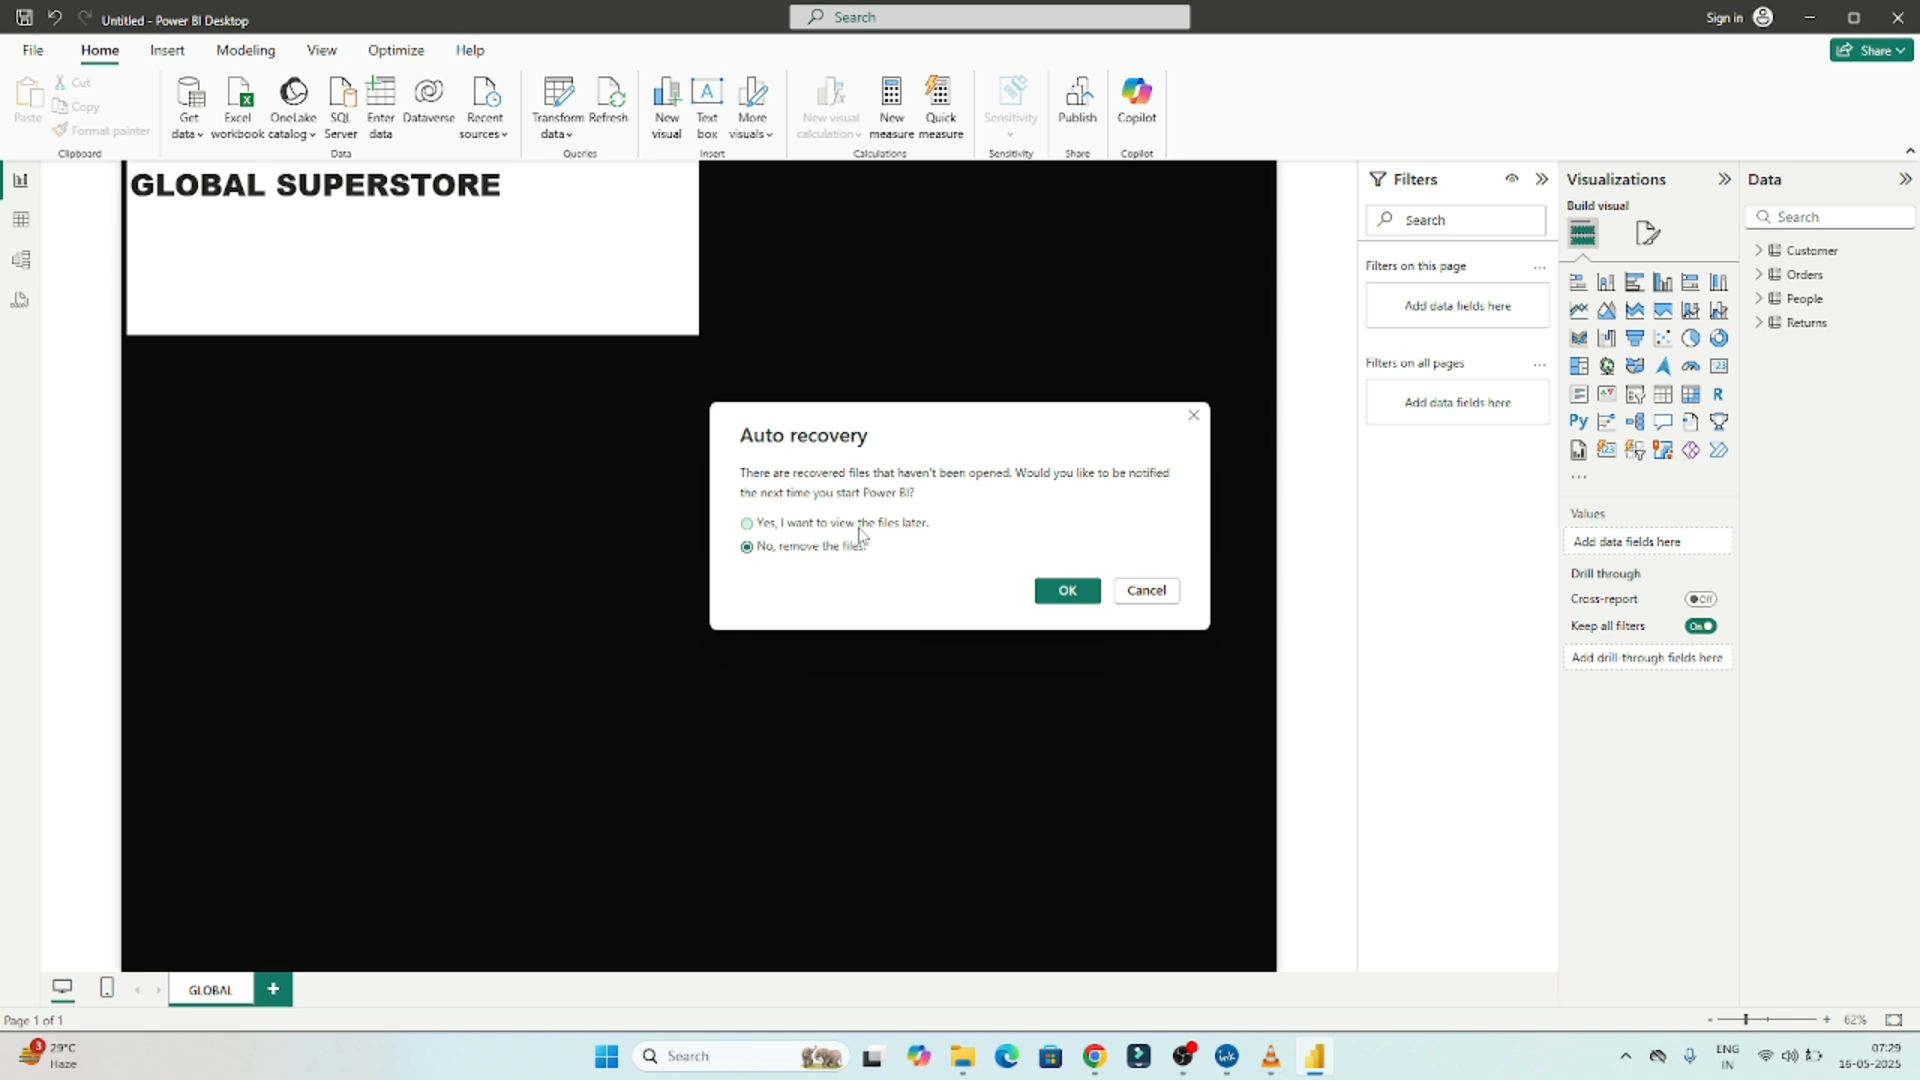 Untitled - Power BI Desktop
Search
Sign in
File
Home
Insert
Modeling
View
Optimize
Help
Share
Paste
Cut
Copy
Format painter
Clipboard
Get data
Excel workbook
OneLake catalog
SQL Server
Enter data
Dataverse
Recent sources
Data
Transform data
Refresh
Queries
New visual
Text box
More visuals
Insert
New visual calculation
New measure
Quick measure
Calculations
Sensitivity
Sensitivity
Publish
Share
Copilot
Copilot
GLOBAL SUPERSTORE
Filters
Search
Filters on this page
...
Add data fields here
Filters on all pages
...
Add data fields here
Visualizations
Build visual
R
Py
123
...
Values
Add data fields here
Drill through
Cross-report
Off
Keep all filters
On
Add drill-through fields here
Data
Search
Customer
Orders
People
Returns
Auto recovery
There are recovered files that haven't been opened. Would you like to be notified
the next time you start Power BI?
Yes, I want to view the files later.
No, remove the files.
OK
Cancel
GLOBAL
+
Page 1 of 1
-
+
62%
3
29°C
Haze
Search
ink
ENG
IN
07:29
16-05-2025